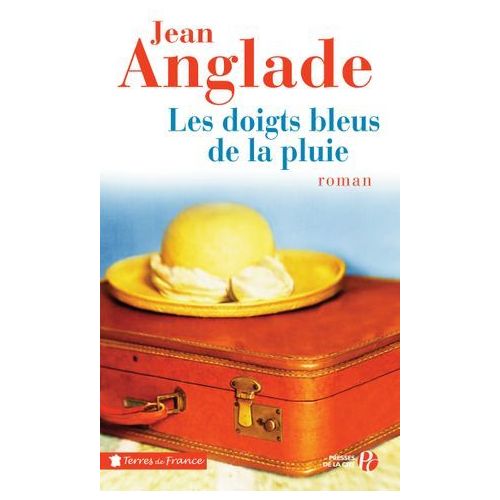 Jean
Anglade
Les doigts bleus
de la pluie
roman
Terres de France
PRESSES
DE LA CITÉ